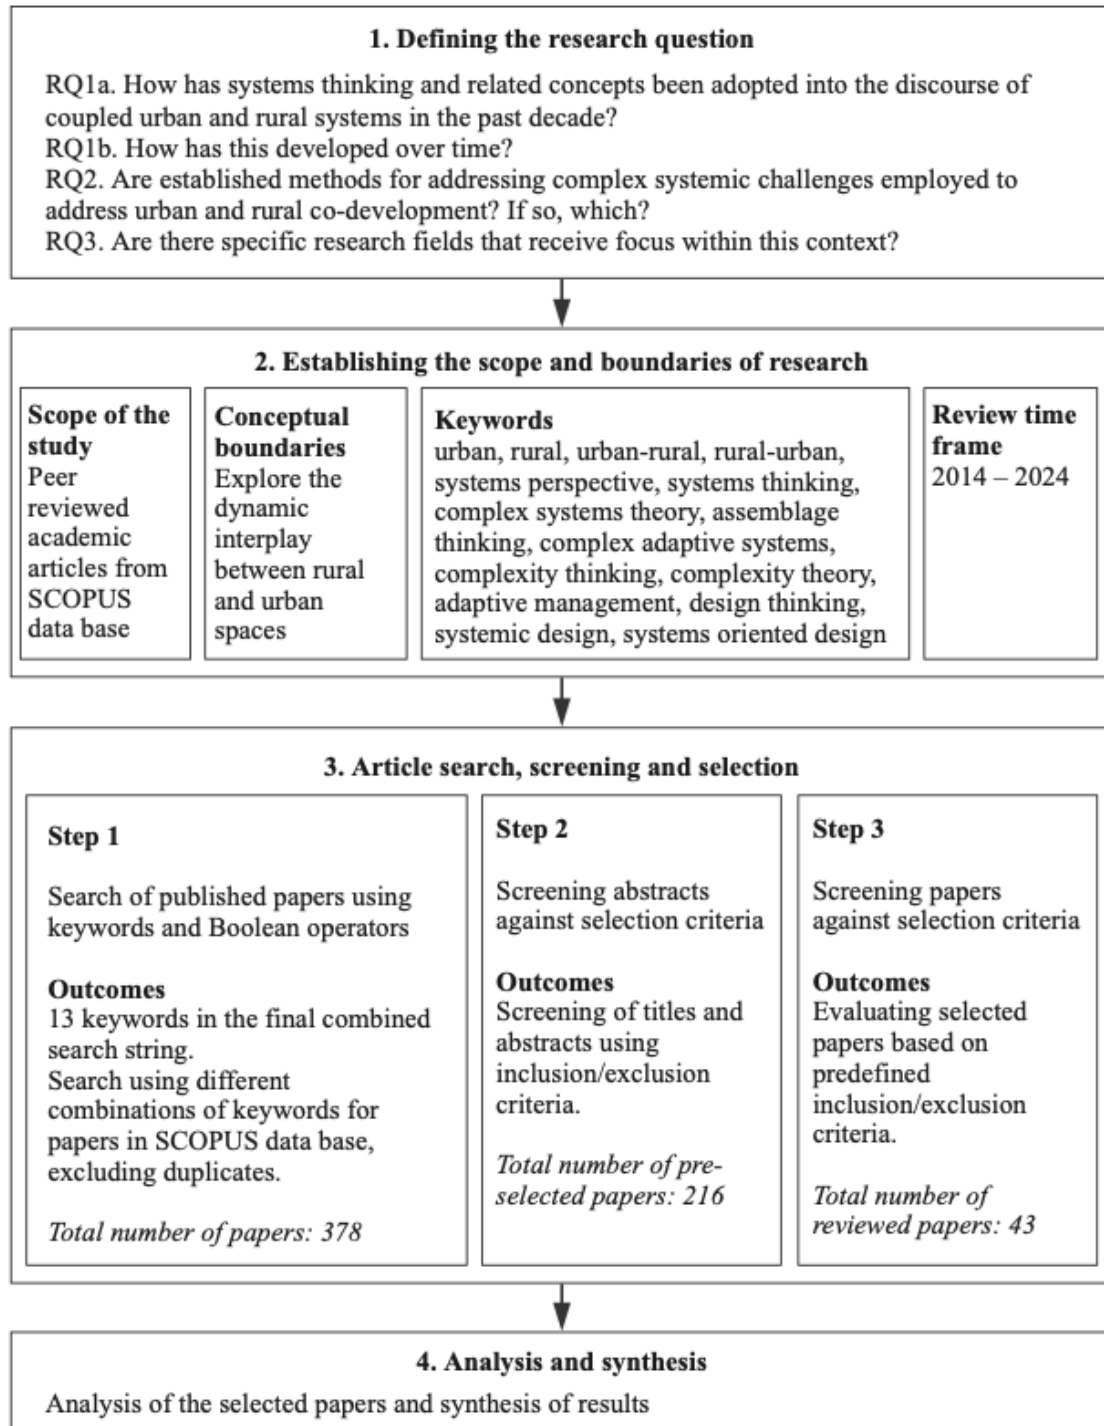 1. Defining the research question
RQ1a. How has systems thinking and related concepts been adopted into the discourse of
coupled urban and rural systems in the past decade?
RQ1b. How has this developed over time?
RQ2. Are established methods for addressing complex systemic challenges employed to
address urban and rural co-development? If so, which?
RQ3. Are there specific research fields that receive focus within this context?
2. Establishing the scope and boundaries of research
Scope of the
study
Peer
reviewed
academic
articles from
SCOPUS
data base
Conceptual
boundaries
Explore the
dynamic
interplay
between rural
and urban
spaces
Keywords
urban, rural, urban-rural, rural-urban,
systems perspective, systems thinking,
complex systems theory, assemblage
thinking, complex adaptive systems,
complexity thinking, complexity theory,
adaptive management, design thinking,
systemic design, systems oriented design
Review time
frame
2014 – 2024
3. Article search, screening and selection
Step 1
Search of published papers using
keywords and Boolean operators
Outcomes
13 keywords in the final combined
search string.
Search using different
combinations of keywords for
papers in SCOPUS data base,
excluding duplicates.
Total number of papers: 378
Step 2
Screening abstracts
against selection criteria
Outcomes
Screening of titles and
abstracts using
inclusion/exclusion
criteria.
Total number of pre-
selected papers: 216
Step 3
Screening papers
against selection criteria
Outcomes
Evaluating selected
papers based on
predefined
inclusion/exclusion
criteria.
Total number of
reviewed papers: 43
4. Analysis and synthesis
Analysis of the selected papers and synthesis of results